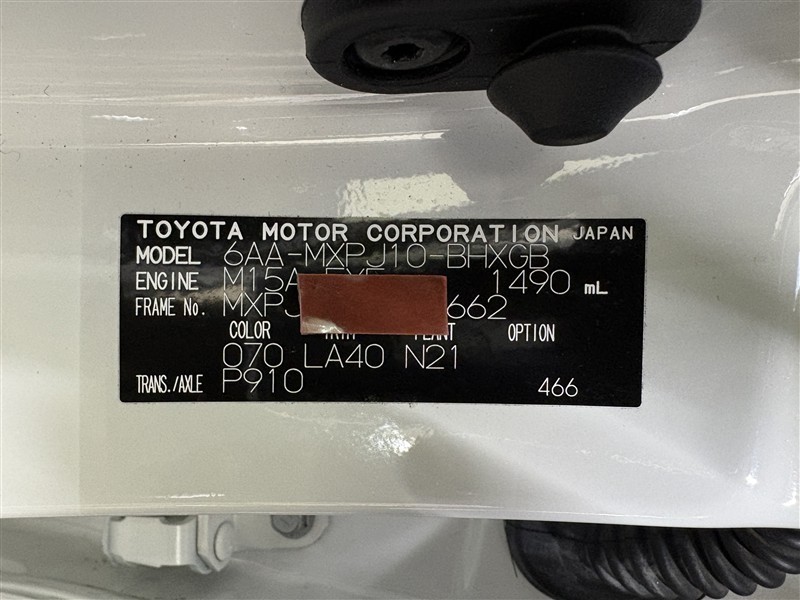 TOYOTA MOTOR CORPORATION JAPAN
MODEL 6AA-MXPJ10-BHXGB
ENGINE M15A 1490 mL
FRAME No. MXPJ 662
COLOR OPTION
070 LA40 N21
TRANS./AXLE P910 466